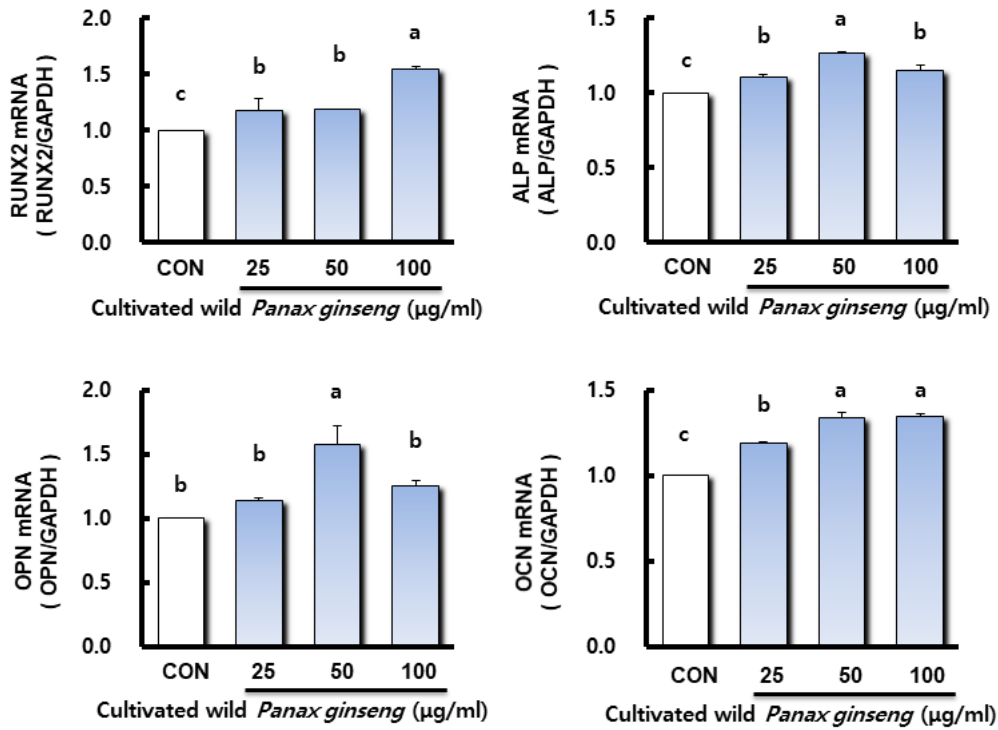 RUNX2 mRNA
( RUNX2/GAPDH )
2.0
1.5
1.0
0.5
0.0
c
b
b
a
CON
25
50
100
Cultivated wild Panax ginseng (μg/ml)
ALP mRNA
( ALP/GAPDH )
1.5
1.0
0.5
0.0
c
b
a
b
CON
25
50
100
Cultivated wild Panax ginseng (μg/ml)
OPN mRNA
( OPN/GAPDH )
2.0
1.5
1.0
0.5
0.0
b
b
a
b
CON
25
50
100
Cultivated wild Panax ginseng (μg/ml)
OCN mRNA
( OCN/GAPDH )
1.5
1.0
0.5
0.0
c
b
a
a
CON
25
50
100
Cultivated wild Panax ginseng (μg/ml)